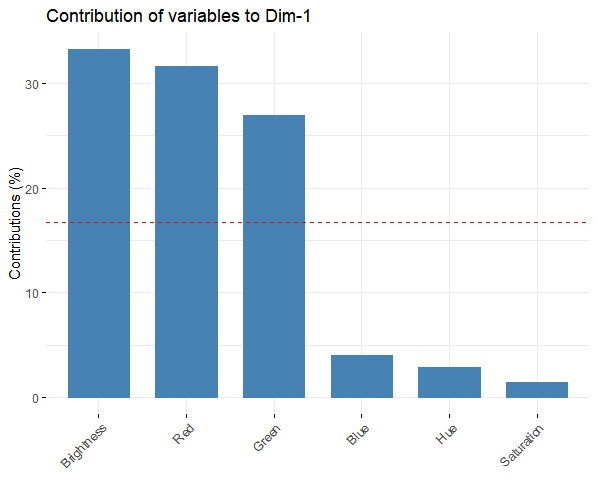 Contribution of variables to Dim-1
Contributions (%)
30
20
10
0
Brightness
Red
Green
Blue
Hue
Saturation